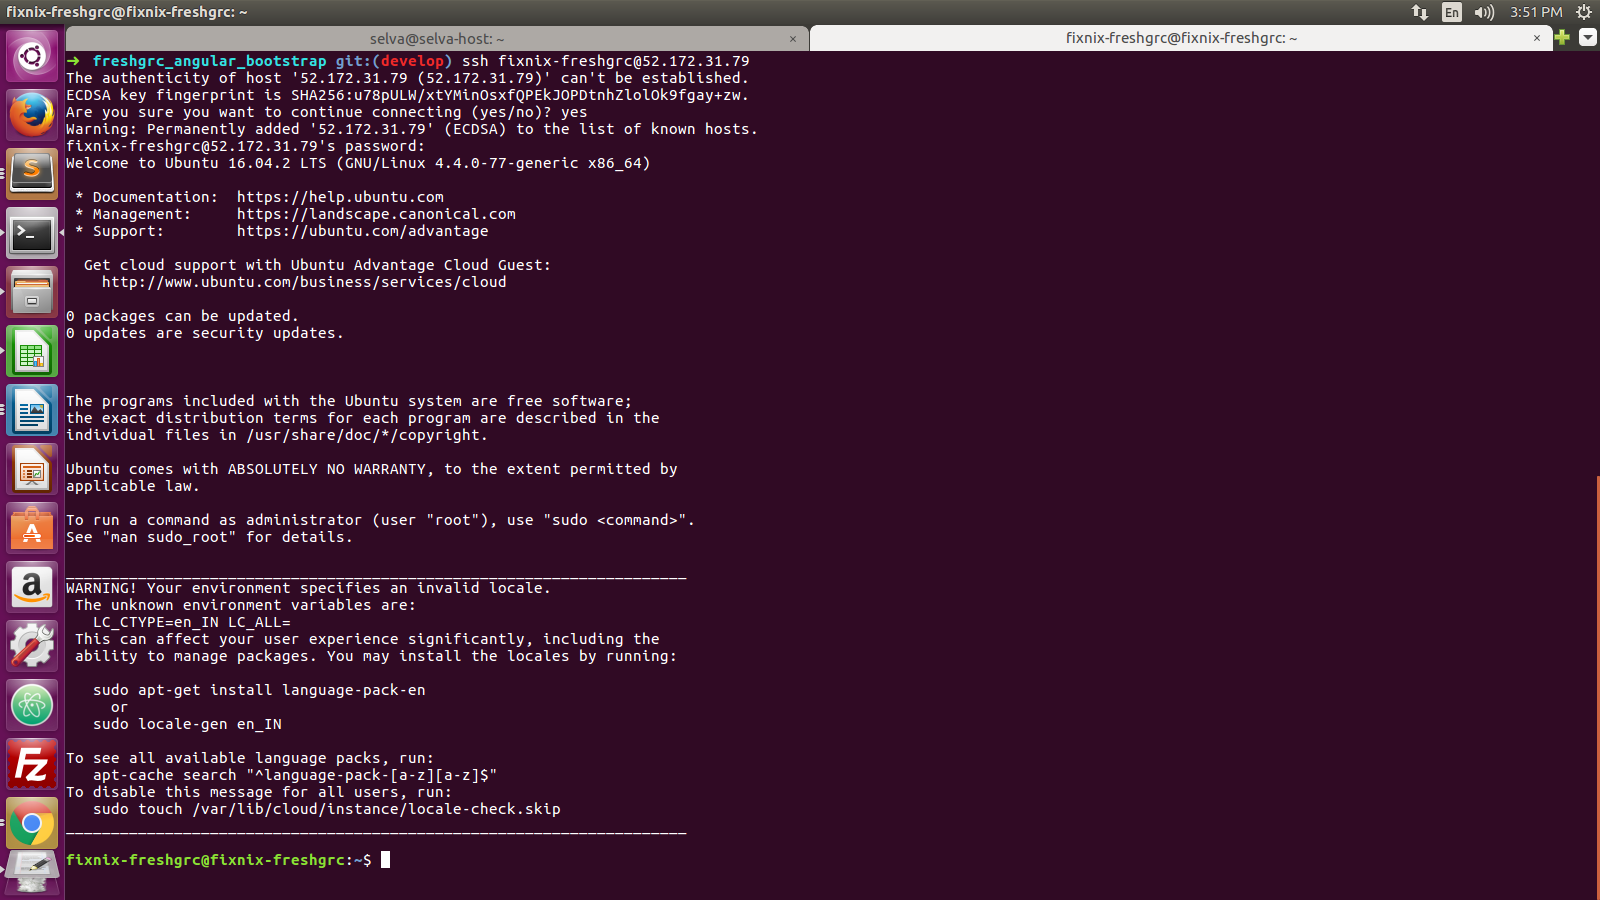 fixnix-freshgrc@fixnix-freshgrc: ~
En
3:51 PM
selva@selva-host: ~ ×
fixnix-freshgrc@fixnix-freshgrc: ~ ×
➜ freshgrc_angular_bootstrap git:(develop) ssh fixnix-freshgrc@52.172.31.79
The authenticity of host '52.172.31.79 (52.172.31.79)' can't be established.
ECDSA key fingerprint is SHA256:u78pULW/xtYMinOsxfQPEkJOPDtnhZlolOk9fgay+zw.
Are you sure you want to continue connecting (yes/no)? yes
Warning: Permanently added '52.172.31.79' (ECDSA) to the list of known hosts.
fixnix-freshgrc@52.172.31.79's password:
Welcome to Ubuntu 16.04.2 LTS (GNU/Linux 4.4.0-77-generic x86_64)
* Documentation:  https://help.ubuntu.com
* Management:     https://landscape.canonical.com
* Support:        https://ubuntu.com/advantage
Get cloud support with Ubuntu Advantage Cloud Guest:
http://www.ubuntu.com/business/services/cloud
0 packages can be updated.
0 updates are security updates.
The programs included with the Ubuntu system are free software;
the exact distribution terms for each program are described in the
individual files in /usr/share/doc/*/copyright.
Ubuntu comes with ABSOLUTELY NO WARRANTY, to the extent permitted by
applicable law.
To run a command as administrator (user "root"), use "sudo <command>".
See "man sudo_root" for details.
_____________________________________________________________________
WARNING! Your environment specifies an invalid locale.
The unknown environment variables are:
LC_CTYPE=en_IN LC_ALL=
This can affect your user experience significantly, including the
ability to manage packages. You may install the locales by running:
sudo apt-get install language-pack-en
or
sudo locale-gen en_IN
To see all available language packs, run:
apt-cache search "^language-pack-[a-z][a-z]$"
To disable this message for all users, run:
sudo touch /var/lib/cloud/instance/locale-check.skip
_____________________________________________________________________
fixnix-freshgrc@fixnix-freshgrc:~$